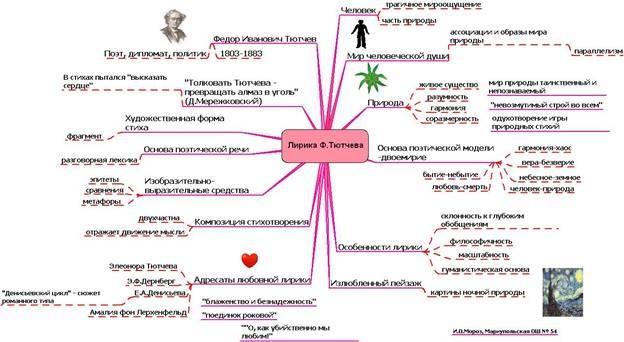 Лирика Ф.Тютчева
Федор Иванович Тютчев
Поэт, дипломат, политик
1803-1883
"Толковать Тютчева -
превращать алмаз в уголь"
(Д.Мережковский)
В стихах пытался "высказать
сердце"
Художественная форма
стиха
фрагмент
Основа поэтической речи
разговорная лексика
Изобразительно-
выразительные средства
эпитеты
сравнения
метафоры
Композиция стихотворения
двухчастна
отражает движение мысли
Адресаты любовной лирики
Элеонора Тютчева
Э.Ф.Дернберг
Е.А.Денисьева
"Денисьевский цикл" - сюжет
романного типа
Амалия фон Лерхенфельд
"блаженство и безнадежность"
"поединок роковой"
""О, как убийственно мы
любим!"
Человек
трагичное мироощущение
часть природы
Мир человеческой души
ассоциации и образы мира
природы
параллелизм
Природа
живое существо
разумность
гармония
соразмерность
мир природы таинственный и
непознаваемый
"невозмутимый строй во всем"
одухотворение игры
природных стихий
Основа поэтической модели
-двоемирие
гармония-хаос
вера-безверие
небесное-земное
человек-природа
бытие-небытие
любовь-смерть
Особенности лирики
склонность к глубоким
обобщениям
философичность
масштабность
гуманистическая основа
Излюбленный пейзаж
картины ночной природы
И.О.Мороз, Мариупольская ОШ № 54